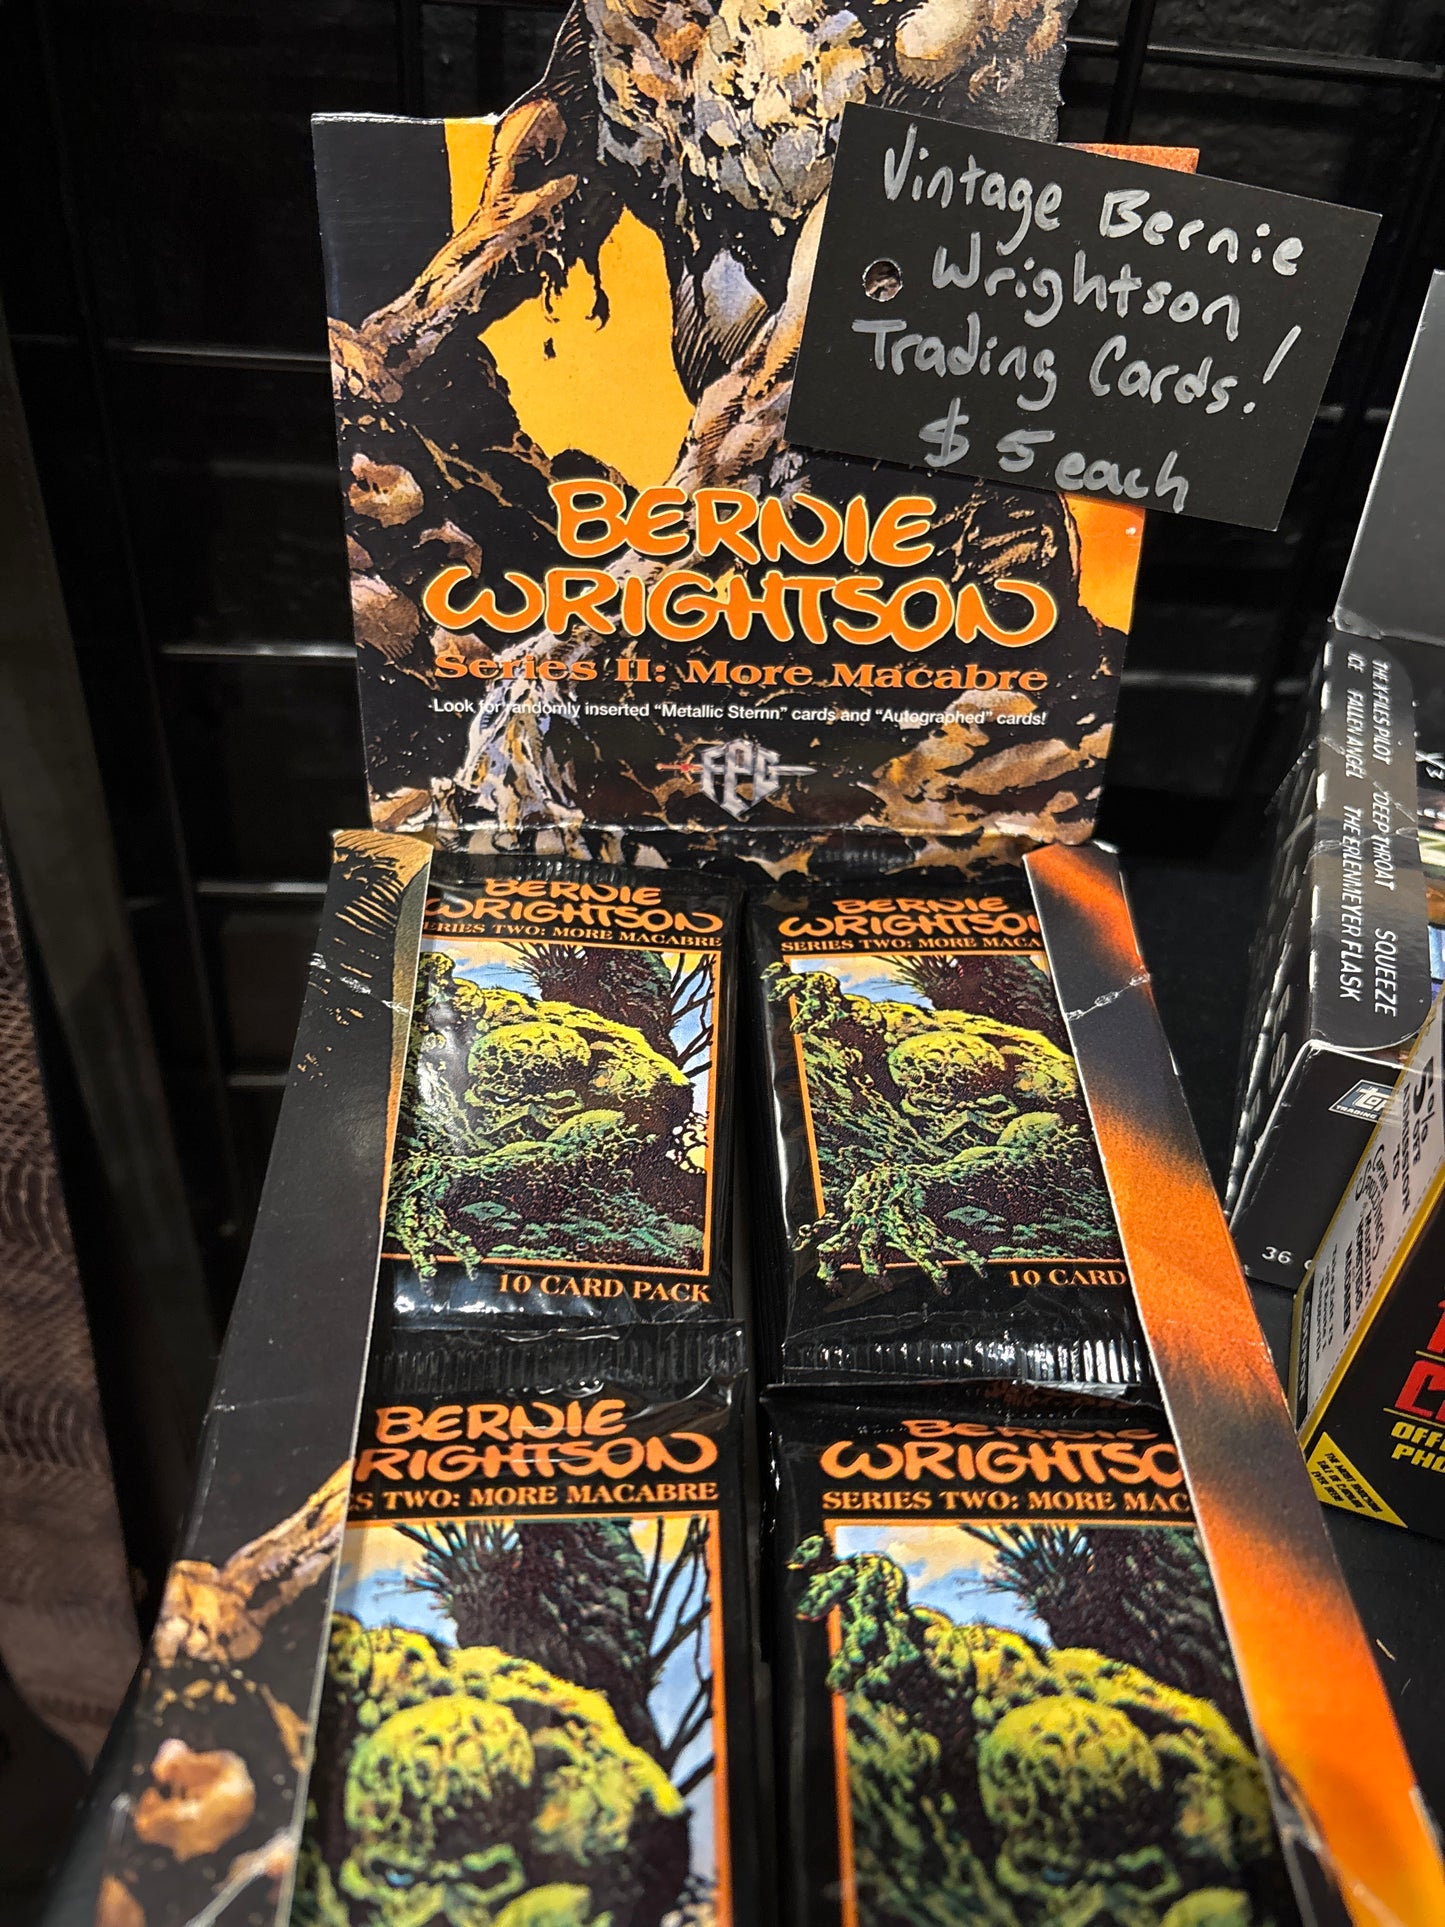 Vintage Bernie
Wrightson
Trading Cards!
$5 each
BERNIE
WRIGHTSON
Series II: More Macabre
Look for randomly inserted "Metallic Stornn" cards and "Autographed" cards!
FPG
BERNIE
WRIGHTSON
SERIES TWO: MORE MACABRE
10 CARD PACK
BERNIE
WRIGHTSON
SERIES TWO: MORE MACA
10 CARD
BERNIE
RIGHTSON
ES TWO: MORE MACABRE
BERNIE
WRIGHTSO
SERIES TWO: MORE MAC
THE X-FILES PILOT DEEP THROAT SQUEEZE
ICE FALLEN ANGEL THE ERLENMEYER FLASK
36